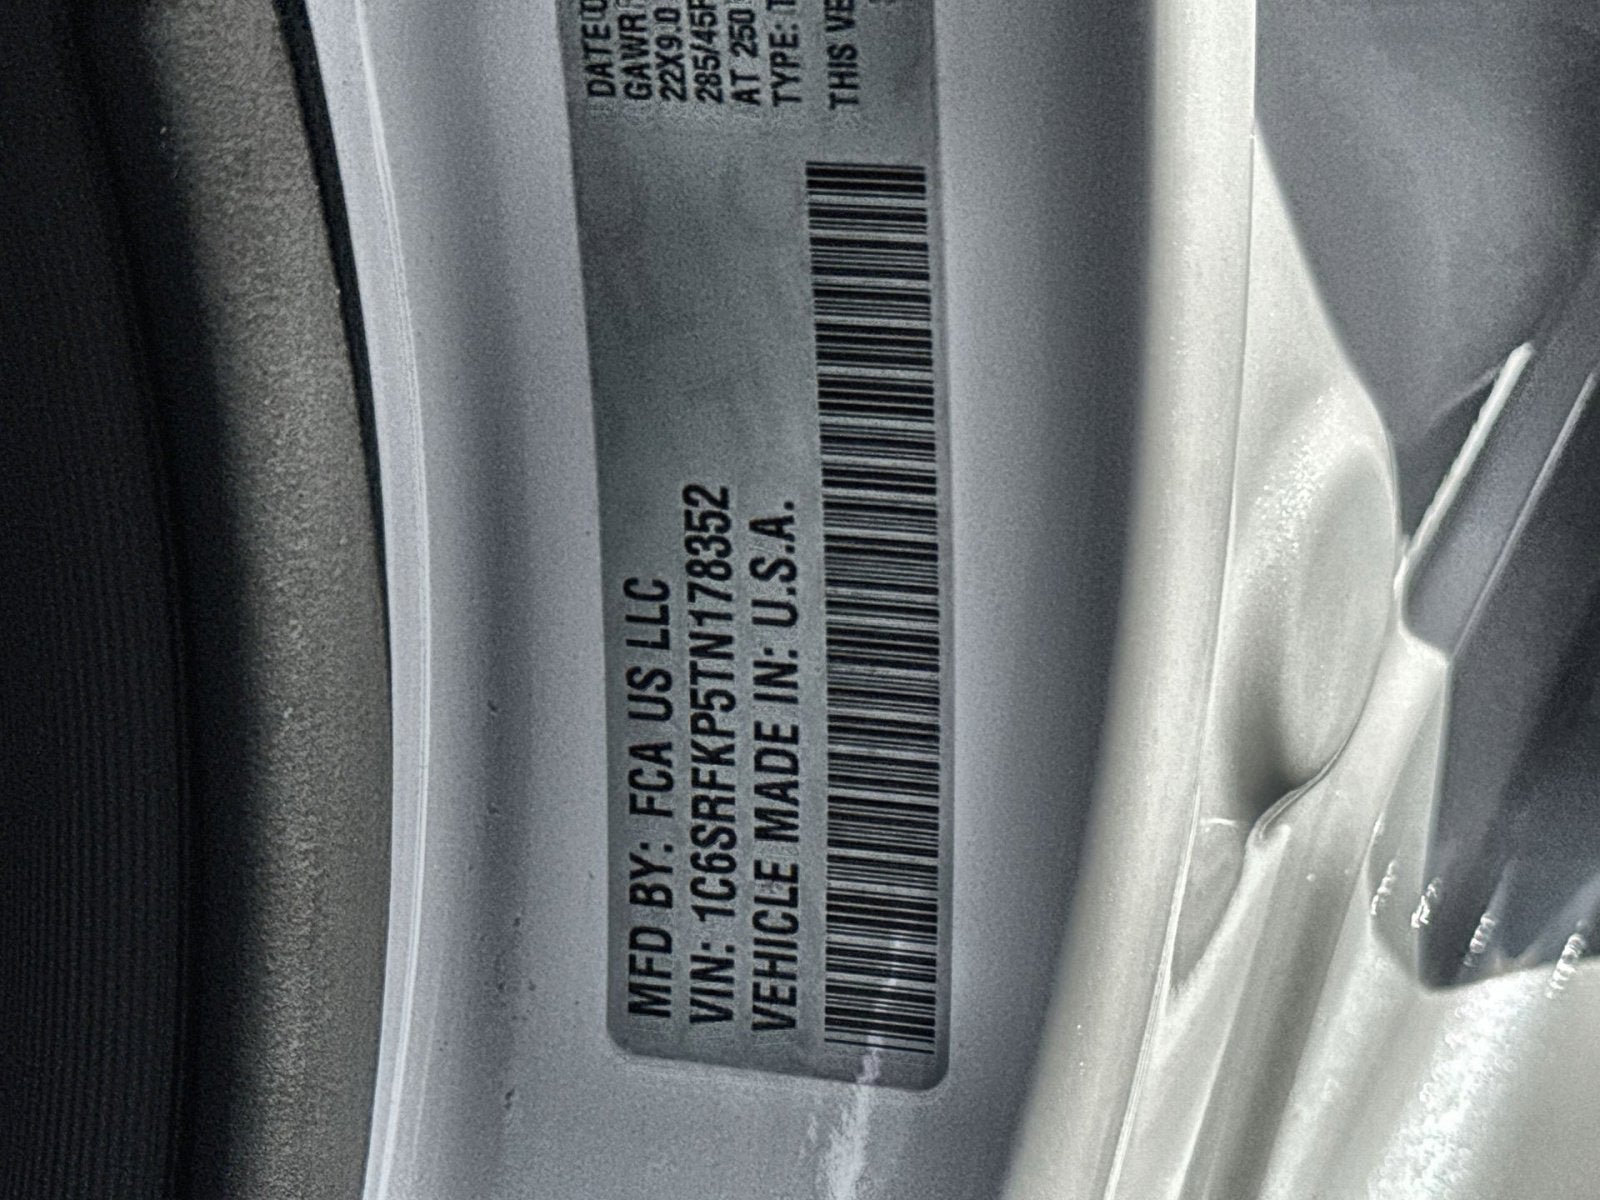 MFD BY: FCA US LLC
VIN: 1C6SRFKP5TN178352
VEHICLE MADE IN: U.S.A.
DATE
GAWR
22X9.0
285/45R
AT 250
TYPE: T
THIS VE